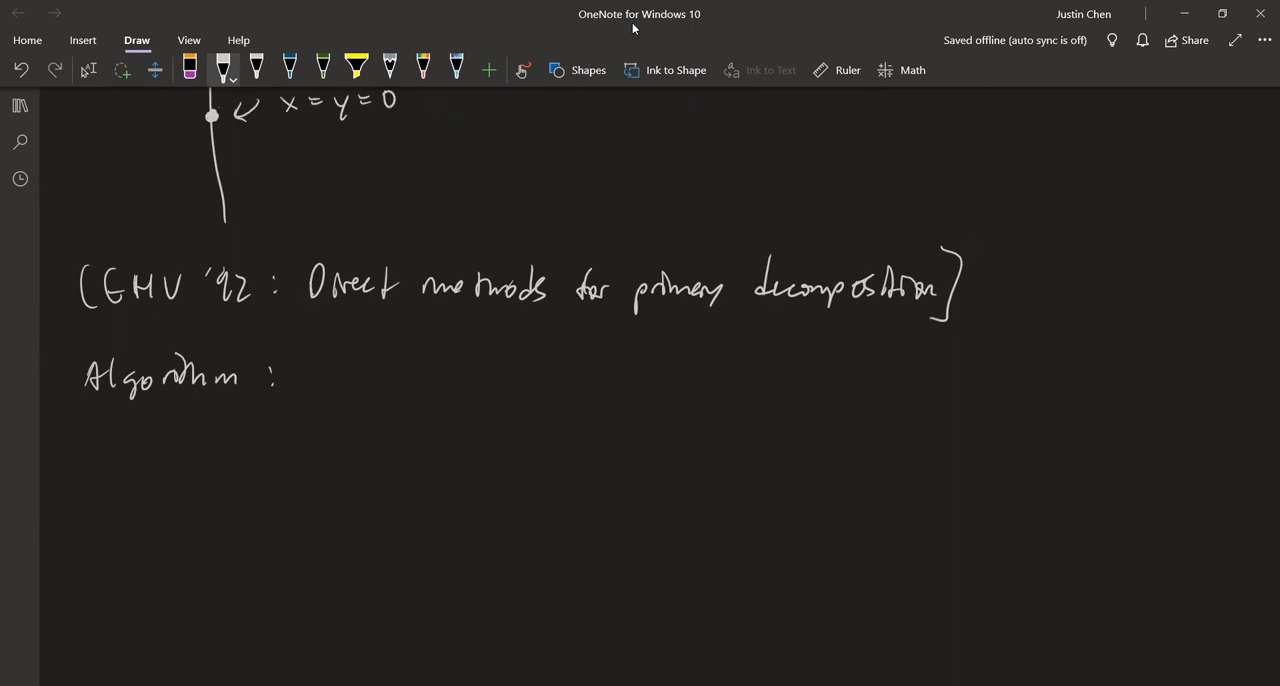 OneNote for Windows 10
Justin Chen
Home Insert Draw View Help
Saved offline (auto sync is off) Share
Shapes Ink to Shape Ink to Text Ruler Math
x = y = 0
[EHV '92 : Direct methods for primary decomposition]
Algorithm :